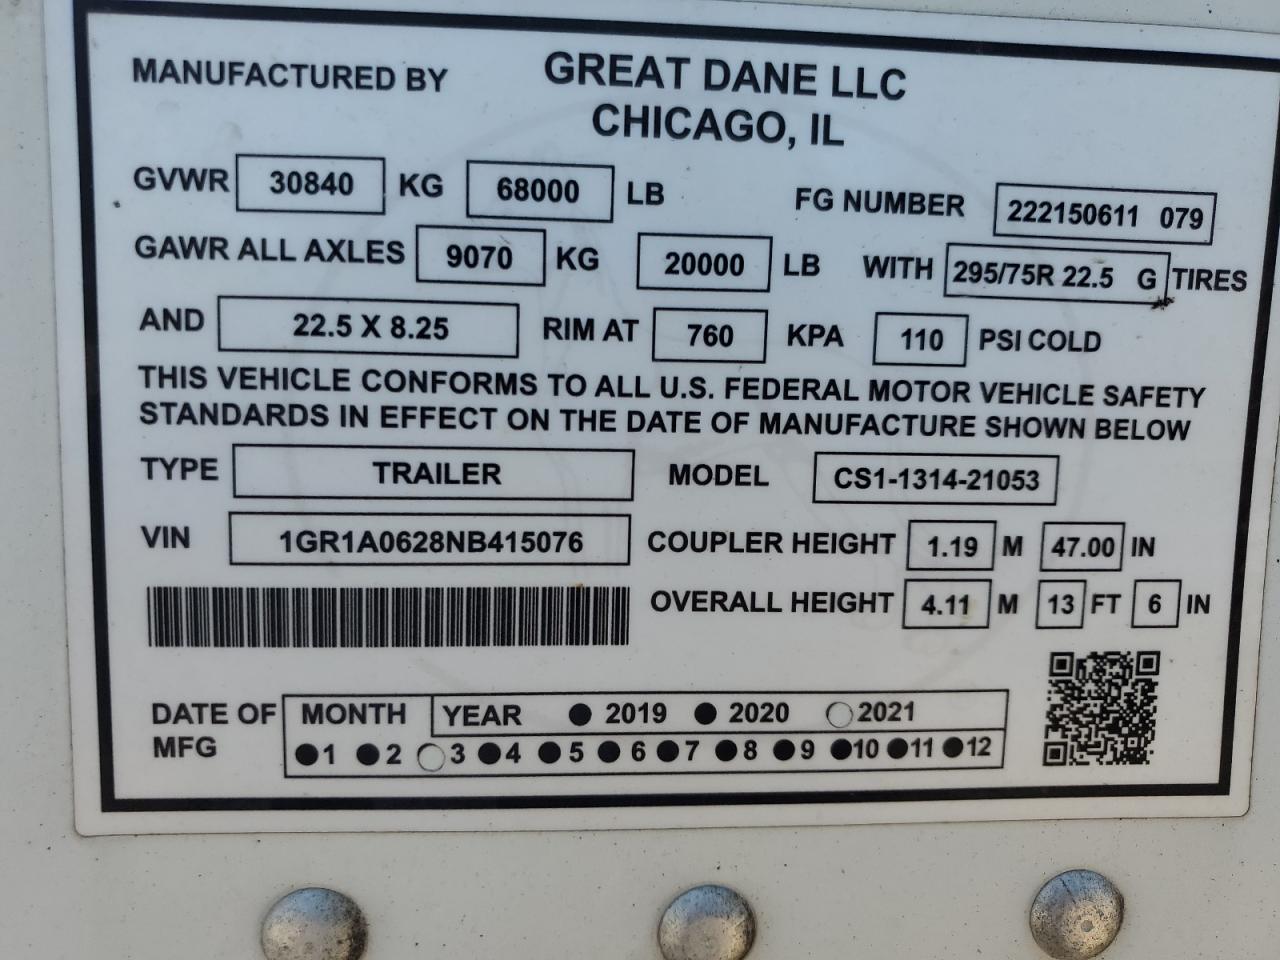 MANUFACTURED BY GREAT DANE LLC
CHICAGO, IL
GVWR 30840 KG 68000 LB FG NUMBER 222150611 079
GAWR ALL AXLES 9070 KG 20000 LB WITH 295/75R 22.5 G TIRES
AND 22.5 X 8.25 RIM AT 760 KPA 110 PSI COLD
THIS VEHICLE CONFORMS TO ALL U.S. FEDERAL MOTOR VEHICLE SAFETY
STANDARDS IN EFFECT ON THE DATE OF MANUFACTURE SHOWN BELOW
TYPE TRAILER MODEL CS1-1314-21053
VIN 1GR1A0628NB415076 COUPLER HEIGHT 1.19 M 47.00 IN
OVERALL HEIGHT 4.11 M 13 FT 6 IN
DATE OF MONTH YEAR 2019 2020 2021
MFG 1 2 3 4 5 6 7 8 9 10 11 12